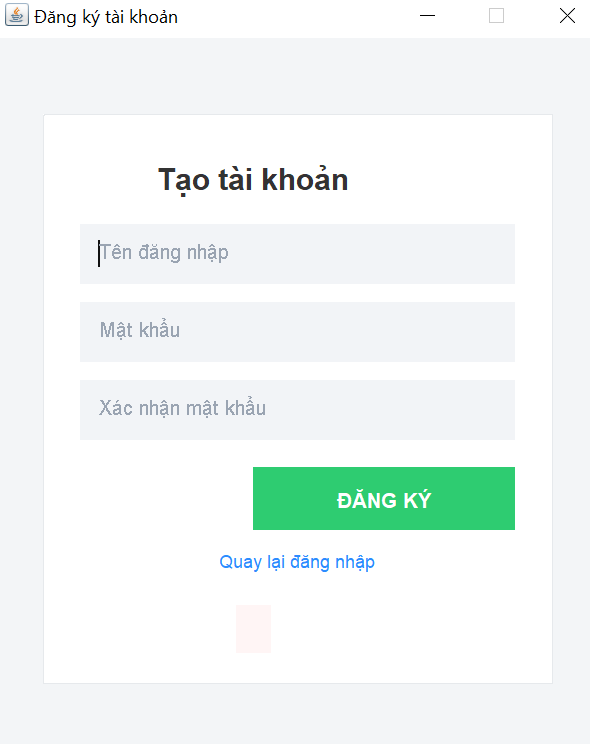 Đăng ký tài khoản
Tạo tài khoản
Tên đăng nhập
Mật khẩu
Xác nhận mật khẩu
ĐĂNG KÝ
Quay lại đăng nhập